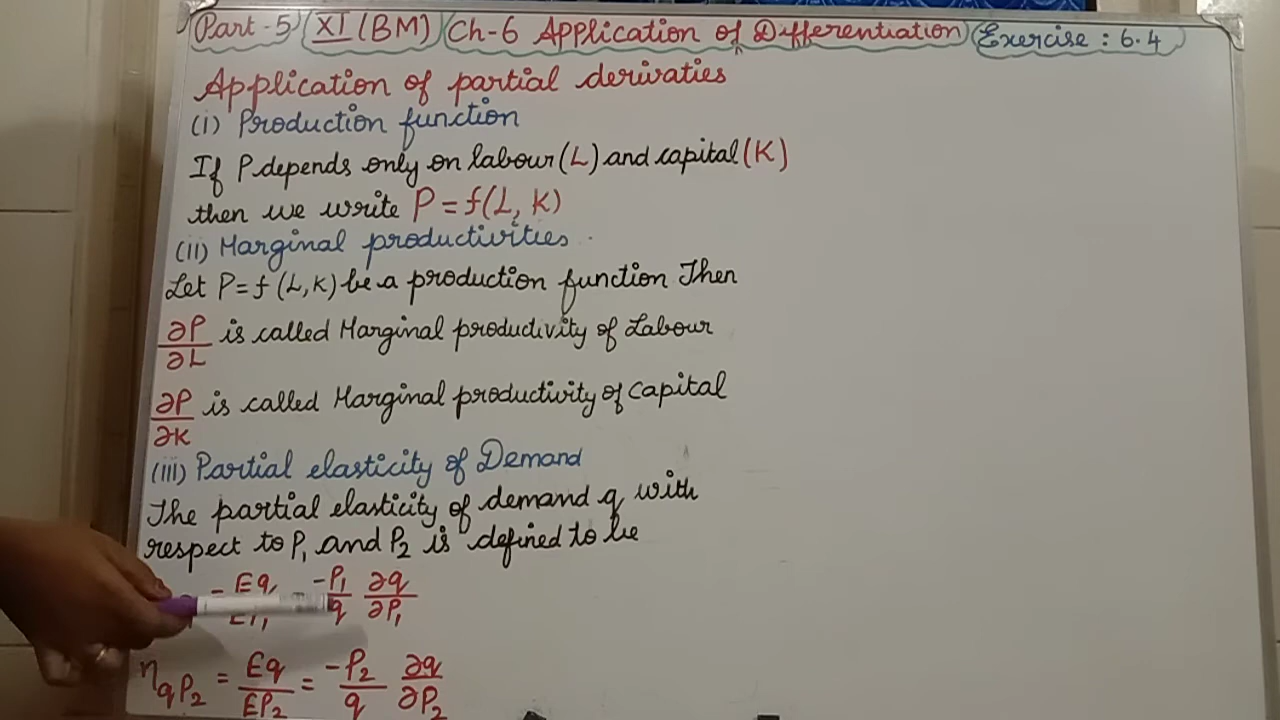 Part-5 XI (BM) Ch-6 Application of Differentiation Exercise: 6.4
Application of partial derivaties
(i) Production function
If P depends only on labour (L) and capital (K)
then we write P = f(L, K)
(ii) Marginal productivities
Let P = f (L, K) be a production function Then
∂P/∂L is called Marginal productivity of Labour
∂P/∂K is called Marginal productivity of Capital
(iii) Partial elasticity of Demand
The partial elasticity of demand q with
respect to P₁ and P₂ is defined to be
= Eq/EP₁ -P₁/q ∂q/∂P₁
η_qP₂ = Eq/EP₂ = -P₂/q ∂q/∂P₂